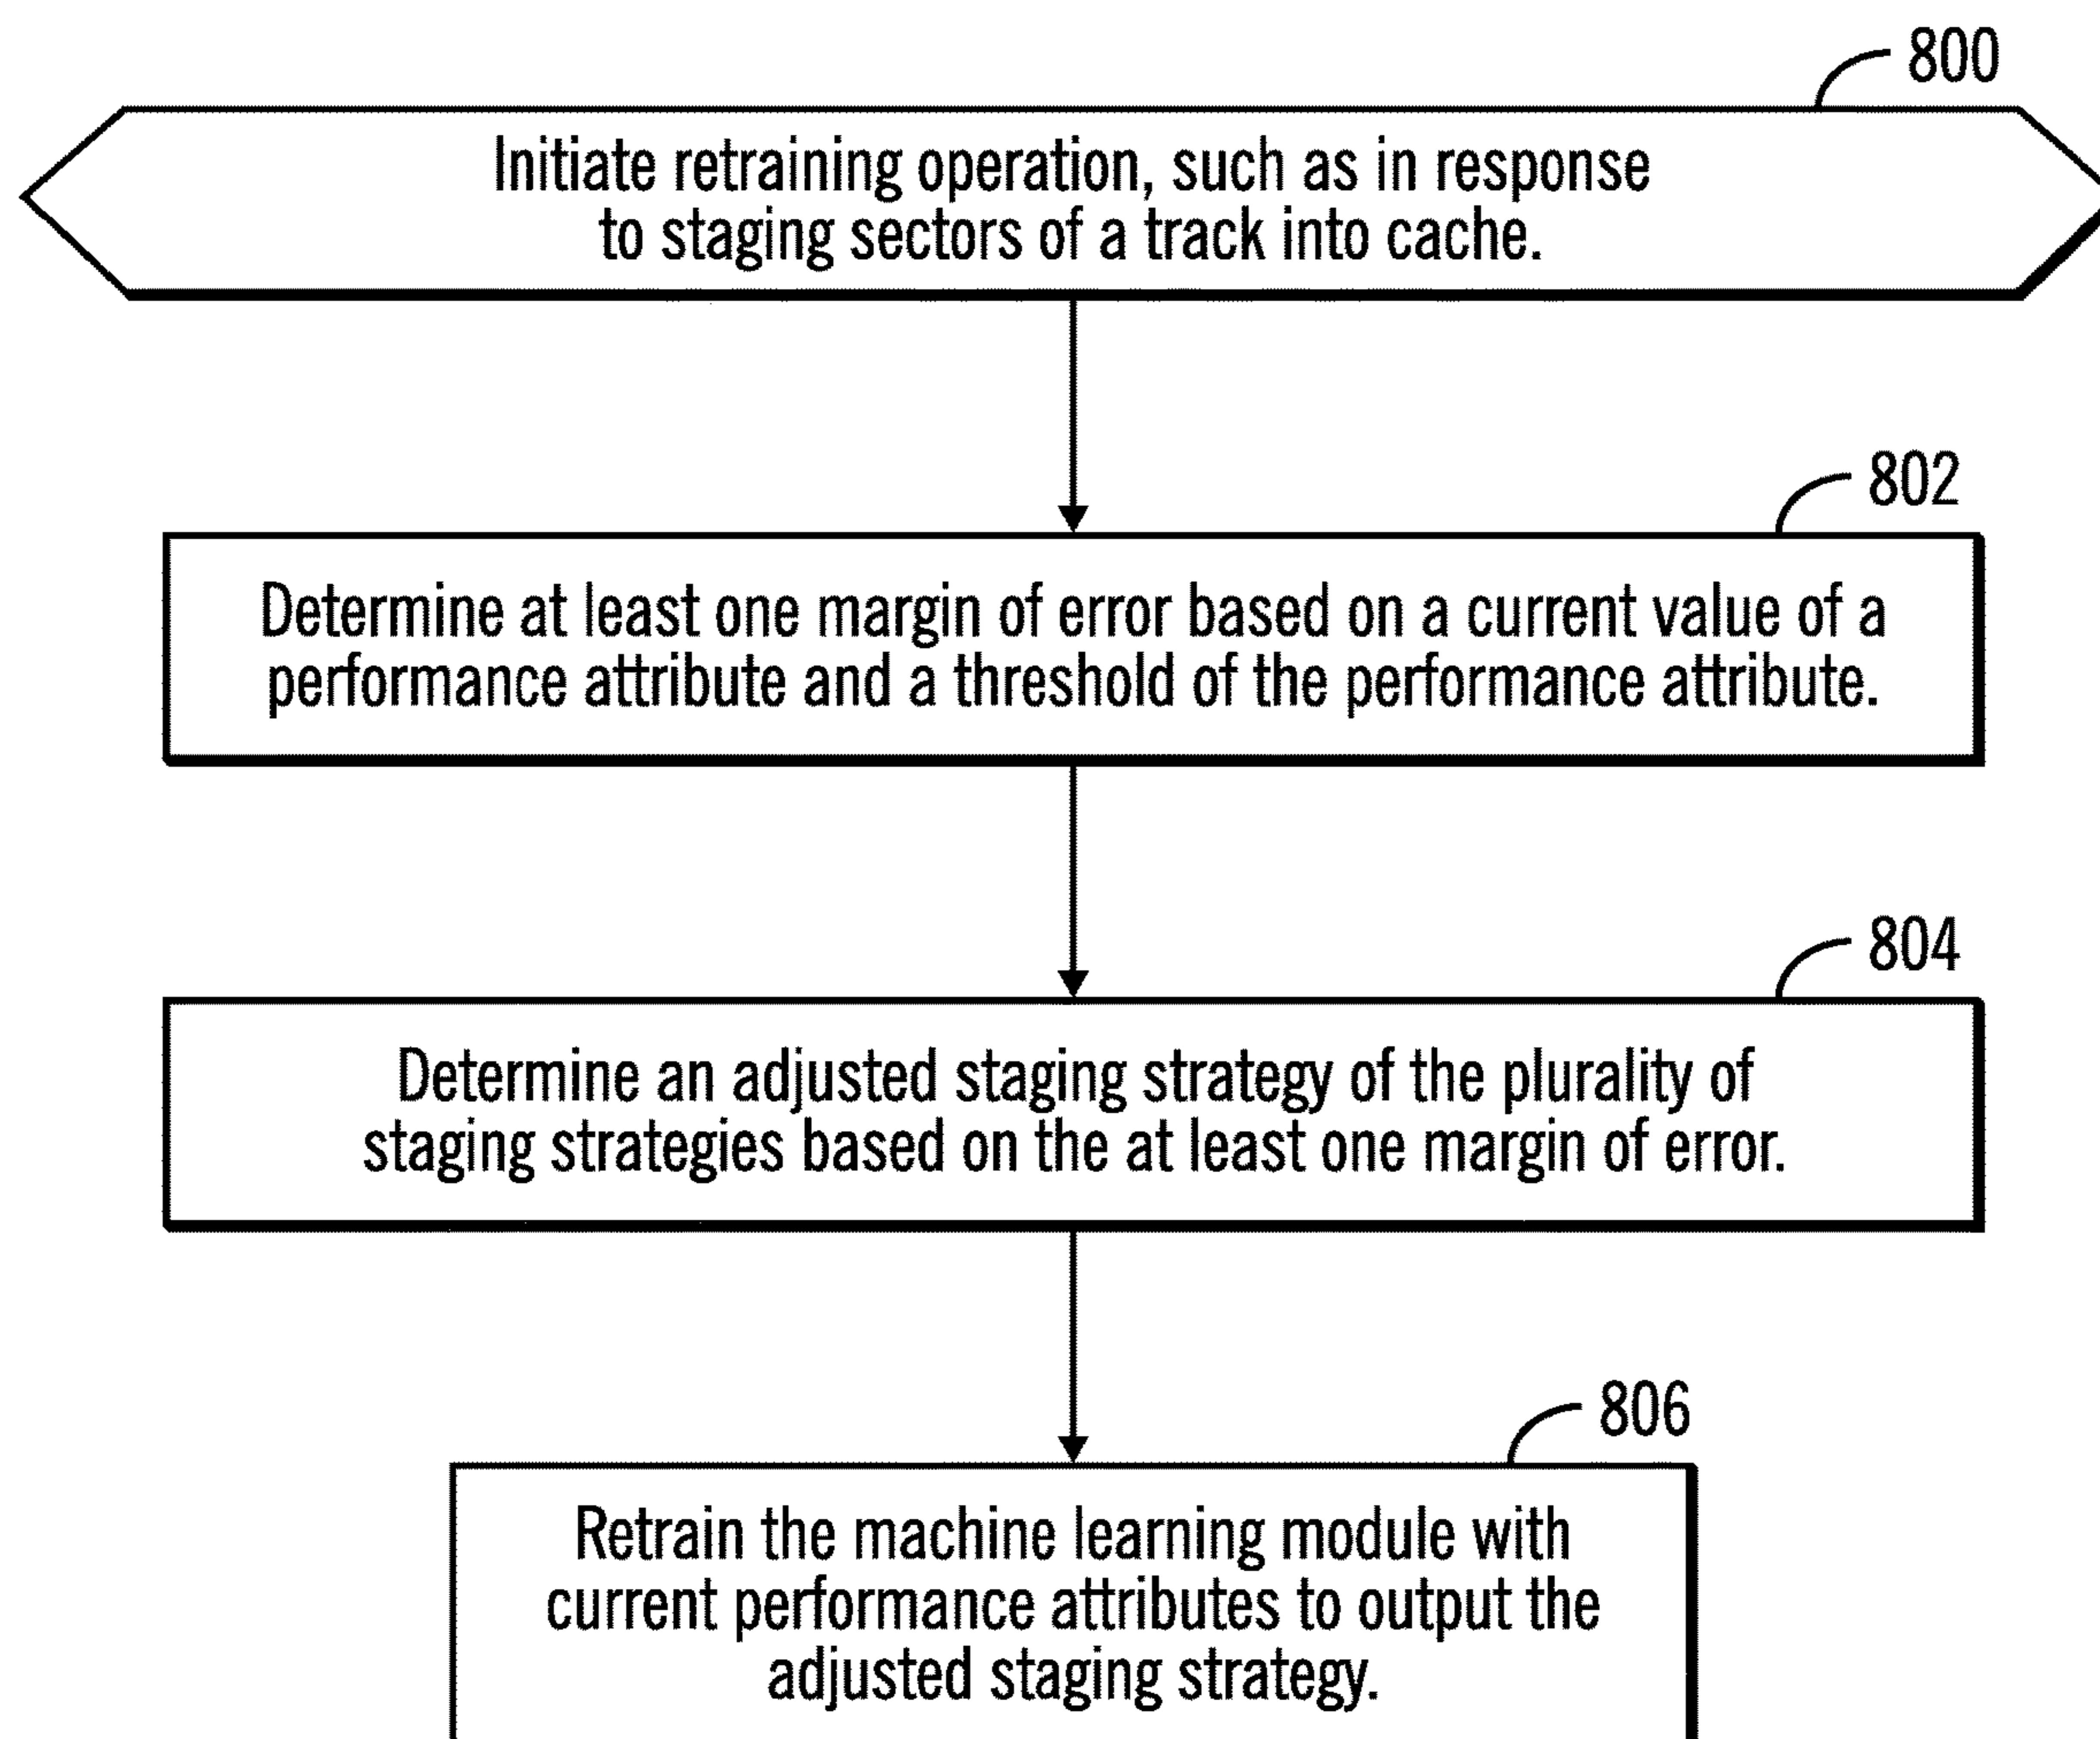 800
Initiate retraining operation, such as in response
to staging sectors of a track into cache.
802
Determine at least one margin of error based on a current value of a
performance attribute and a threshold of the performance attribute.
804
Determine an adjusted staging strategy of the plurality of
staging strategies based on the at least one margin of error.
806
Retrain the machine learning module with
current performance attributes to output the
adjusted staging strategy.